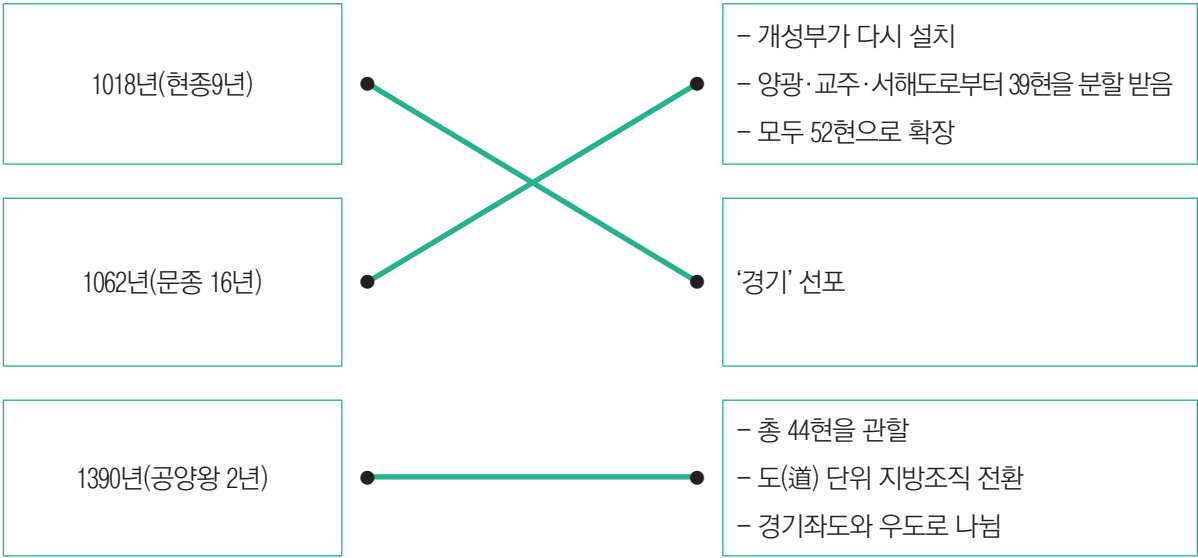 1018년(현종9년)
- 개성부가 다시 설치
- 양광·교주·서해도로부터 39현을 분할 받음
- 모두 52현으로 확장
1062년(문종 16년)
‘경기’ 선포
1390년(공양왕 2년)
- 총 44현을 관할
- 도(道) 단위 지방조직 전환
- 경기좌도와 우도로 나뉨